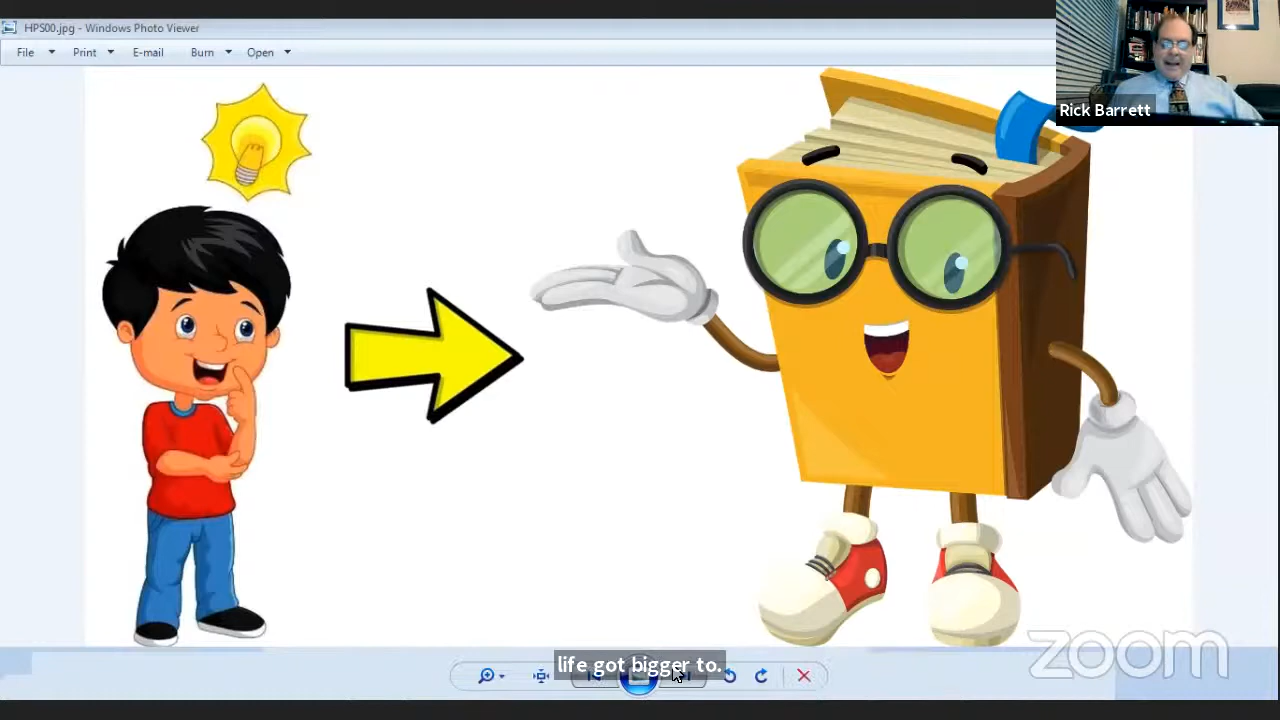 HPS00.jpg - Windows Photo Viewer
File Print E-mail Burn Open
Rick Barrett
life got bigger to.
zoom